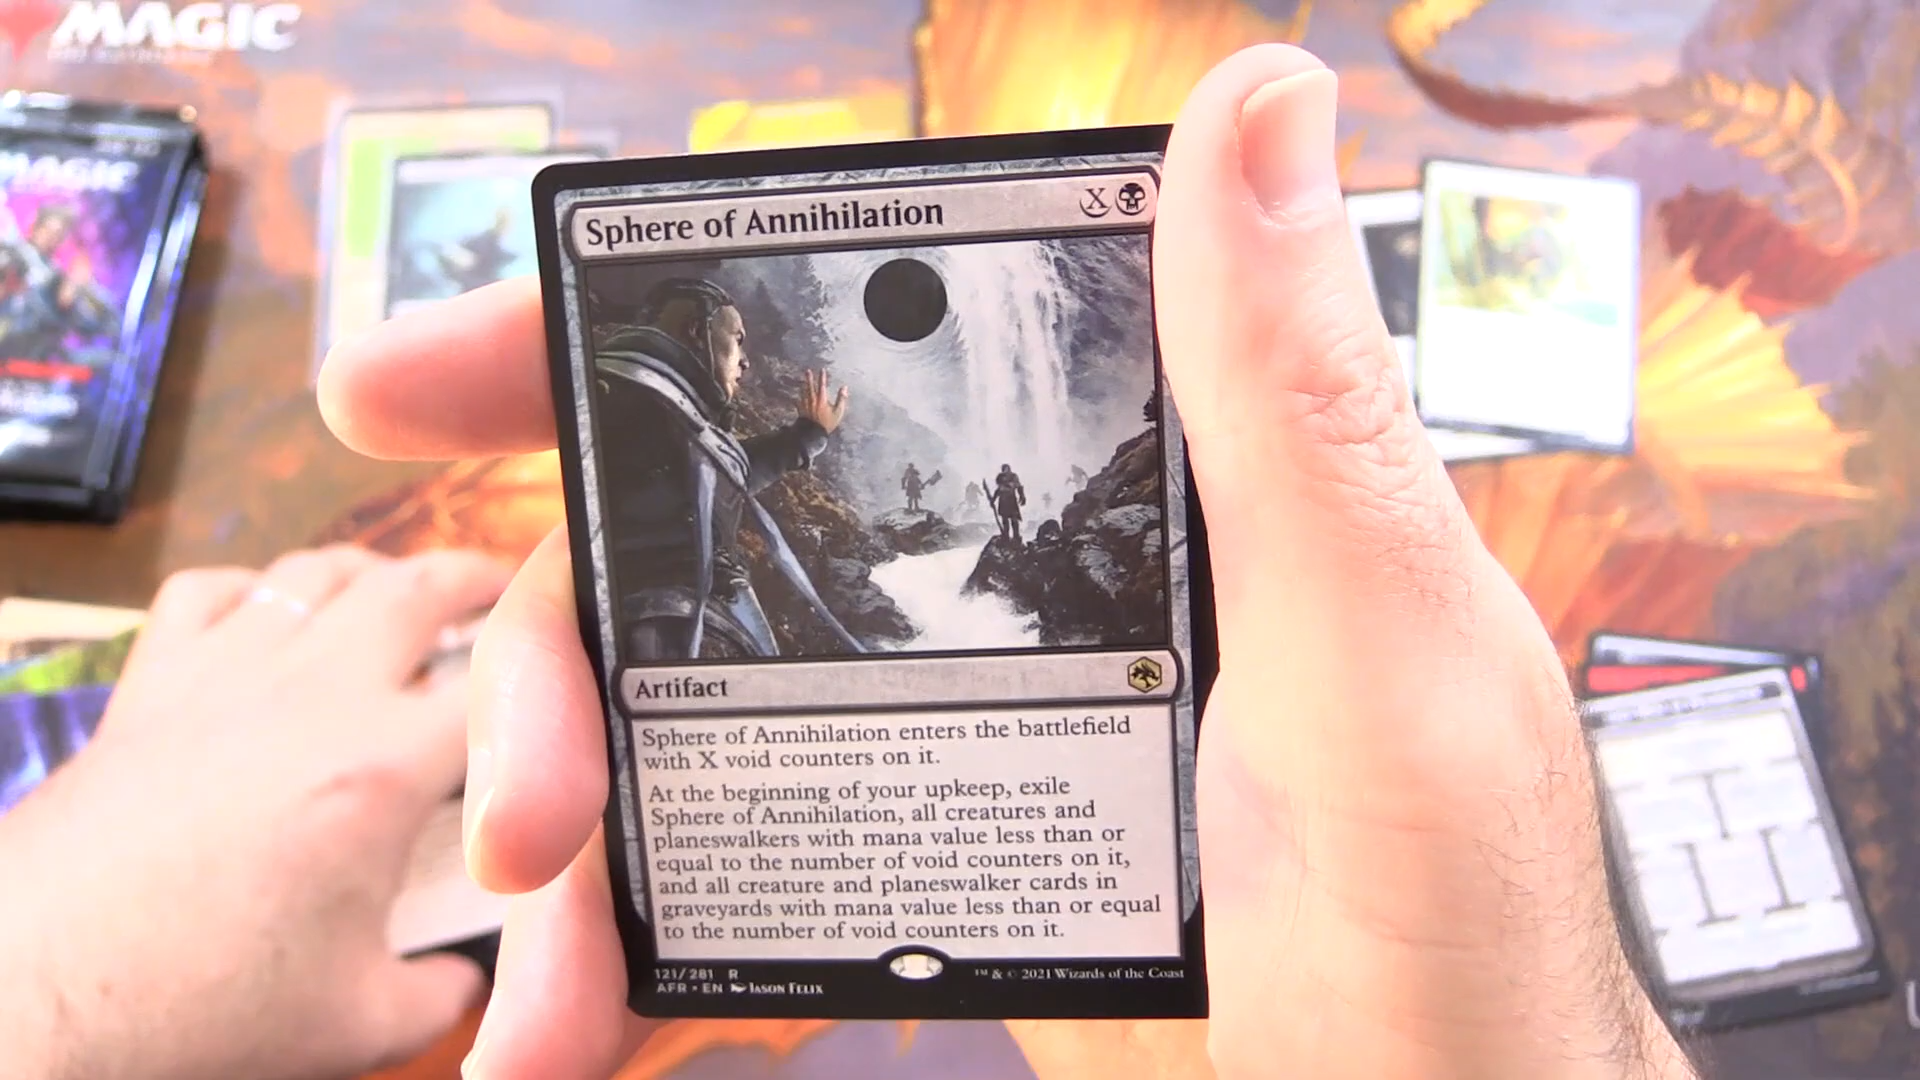 MAGIC
MAGIC
Sphere of Annihilation X
Artifact
Sphere of Annihilation enters the battlefield
with X void counters on it.
At the beginning of your upkeep, exile
Sphere of Annihilation, all creatures and
planeswalkers with mana value less than or
equal to the number of void counters on it,
and all creature and planeswalker cards in
graveyards with mana value less than or equal
to the number of void counters on it.
121/281 R
AFR • EN Jason Felix
™ & © 2021 Wizards of the Coast